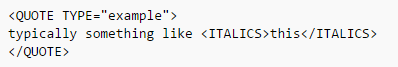 <QUOTE TYPE="example">
typically something like <ITALICS>this</ITALICS>
</QUOTE>